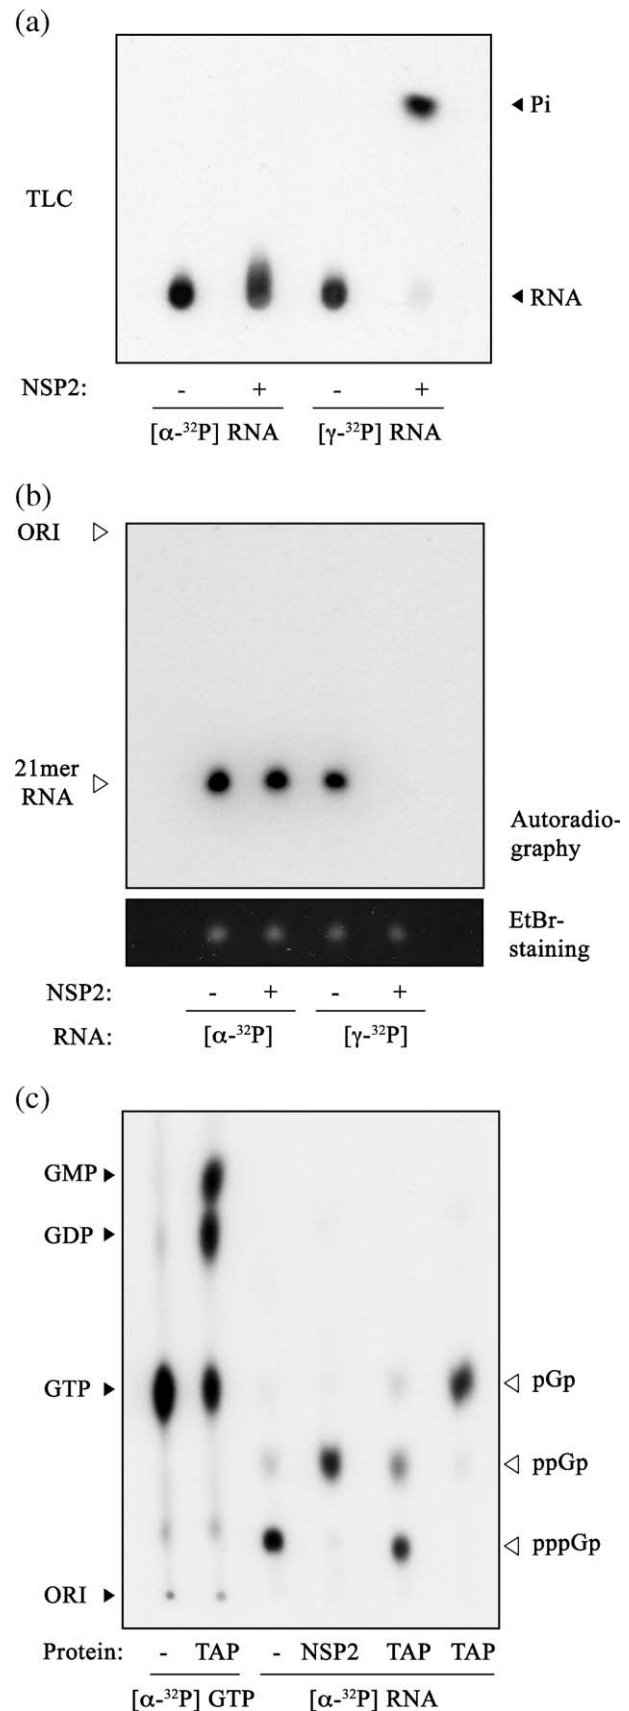 (a)
TLC
◄ Pi
◄ RNA
NSP2: - + - +
[α-³²P] RNA [γ-³²P] RNA
(b)
ORI ▷
21mer
RNA ▷
Autoradio-
graphy
EtBr-
staining
NSP2: - + - +
RNA: [α-³²P] [γ-³²P]
(c)
GMP ►
GDP ►
GTP ►
ORI ►
◁ pGp
◁ ppGp
◁ pppGp
Protein: - TAP - NSP2 TAP TAP
[α-³²P] GTP [α-³²P] RNA